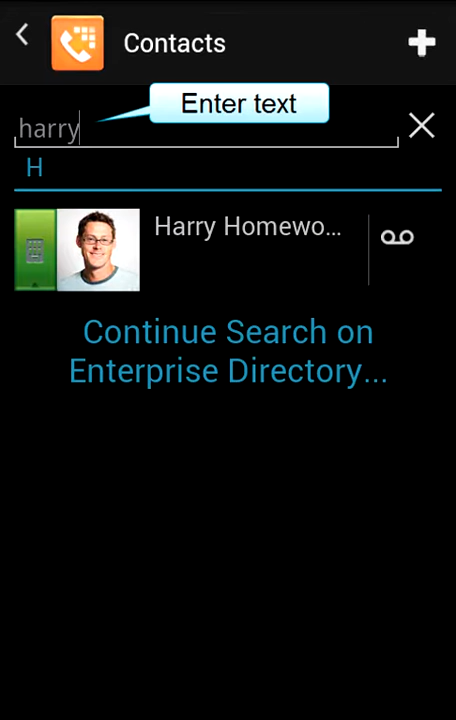 Contacts
Enter text
harry
H
Harry Homewo...
Continue Search on
Enterprise Directory...